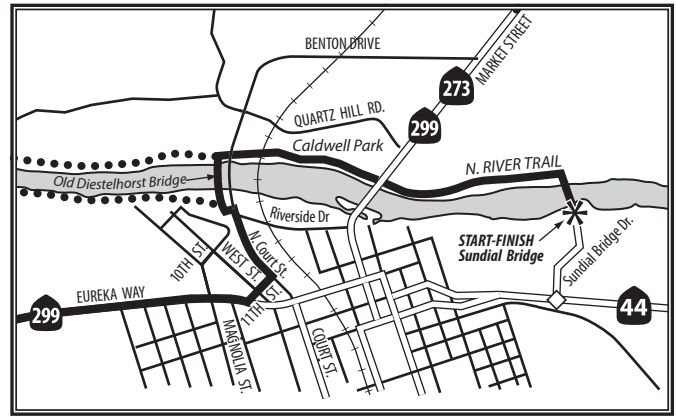 BENTON DRIVE
MARKET STREET
273
QUARTZ HILL RD.
299
Caldwell Park
N. RIVER TRAIL
Old Diestelhorst Bridge
Riverside Dr
START-FINISH
Sundial Bridge
Sundial Bridge Dr.
N. Court St.
10TH ST.
WEST ST.
11TH ST.
EUREKA WAY
299
44
MAGNOLIA ST.
COURT ST.